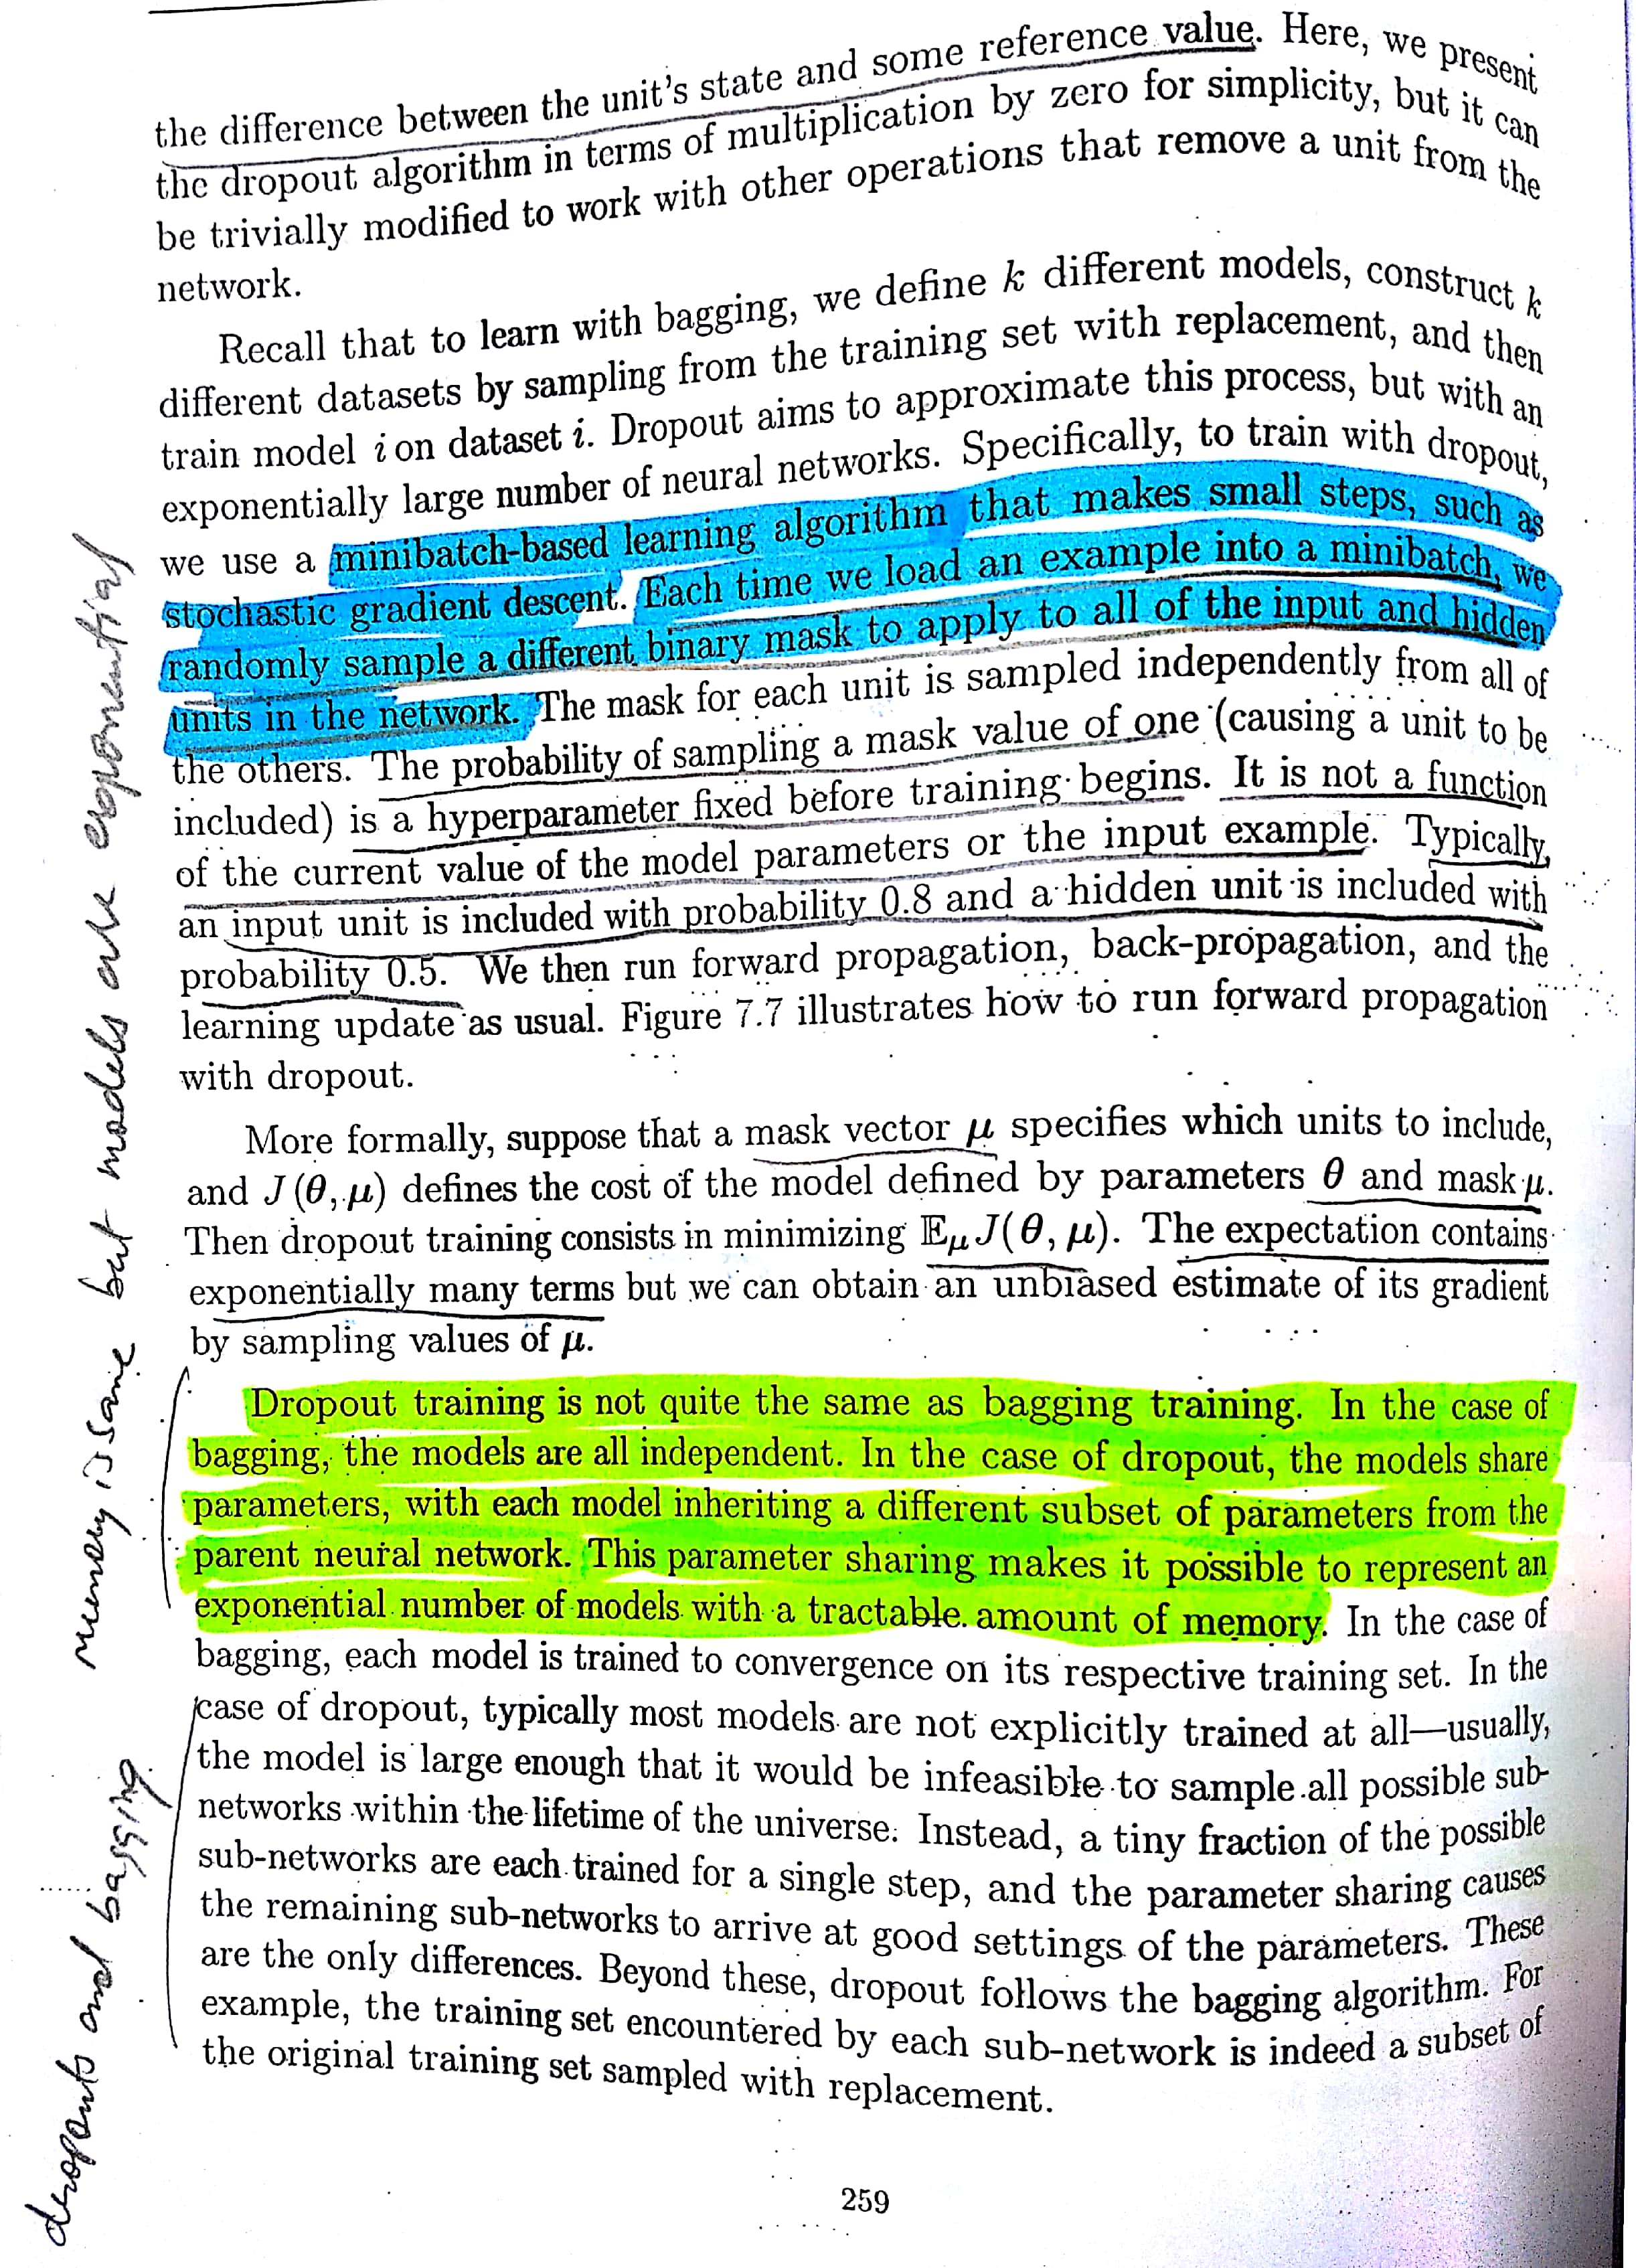 the difference between the unit's state and some reference value. Here, we present
the dropout algorithm in terms of multiplication by zero for simplicity, but it can
be trivially modified to work with other operations that remove a unit from the
network.
Recall that to learn with bagging, we define k different models, construct k
different datasets by sampling from the training set with replacement, and then
train model i on dataset i. Dropout aims to approximate this process, but with an
exponentially large number of neural networks. Specifically, to train with dropout,
we use a minibatch-based learning algorithm that makes small steps, such as
stochastic gradient descent. Each time we load an example into a minibatch, we
randomly sample a different binary mask to apply to all of the input and hidden
units in the network. The mask for each unit is sampled independently from all of
the others. The probability of sampling a mask value of one (causing a unit to be
included) is a hyperparameter fixed before training begins. It is not a function
of the current value of the model parameters or the input example. Typically,
an input unit is included with probability 0.8 and a hidden unit is included with
probability 0.5. We then run forward propagation, back-propagation, and the
learning update as usual. Figure 7.7 illustrates how to run forward propagation
with dropout.
More formally, suppose that a mask vector μ specifies which units to include,
and J(θ, μ) defines the cost of the model defined by parameters θ and mask μ.
Then dropout training consists in minimizing 𝔼μJ(θ, μ). The expectation contains
exponentially many terms but we can obtain an unbiased estimate of its gradient
by sampling values of μ.
Dropout training is not quite the same as bagging training. In the case of
bagging, the models are all independent. In the case of dropout, the models share
parameters, with each model inheriting a different subset of parameters from the
parent neural network. This parameter sharing makes it possible to represent an
exponential number of models with a tractable amount of memory. In the case of
bagging, each model is trained to convergence on its respective training set. In the
case of dropout, typically most models are not explicitly trained at all—usually,
the model is large enough that it would be infeasible to sample all possible sub-
networks within the lifetime of the universe. Instead, a tiny fraction of the possible
sub-networks are each trained for a single step, and the parameter sharing causes
the remaining sub-networks to arrive at good settings of the parameters. These
are the only differences. Beyond these, dropout follows the bagging algorithm. For
example, the training set encountered by each sub-network is indeed a subset of
the original training set sampled with replacement.
259
dropouts and bagging
memory is same but models are exponential